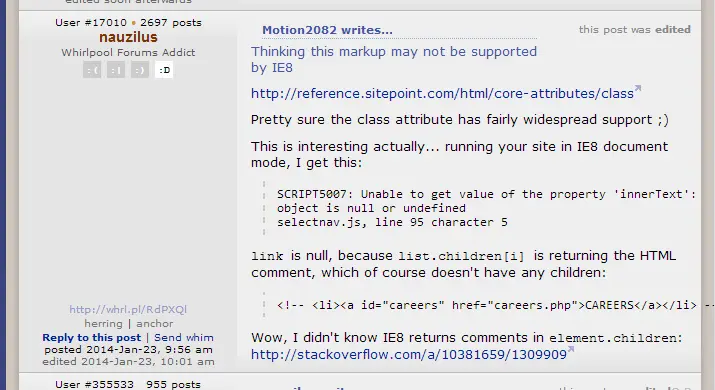 edited soon afterwards
User #17010 • 2697 posts
nauzilus
Whirlpool Forums Addict
:( :| :) :D
http://whrl.pl/RdPXQl
herring | anchor
Reply to this post | Send whim
posted 2014-Jan-23, 9:56 am
edited 2014-Jan-23, 10:01 am
Motion2082 writes...
this post was edited
Thinking this markup may not be supported
by IE8
http://reference.sitepoint.com/html/core-attributes/class
Pretty sure the class attribute has fairly widespread support ;)
This is interesting actually... running your site in IE8 document
mode, I get this:
SCRIPT5007: Unable to get value of the property 'innerText':
object is null or undefined
selectnav.js, line 95 character 5
link is null, because list.children[i] is returning the HTML
comment, which of course doesn't have any children:
<!-- <li><a id="careers" href="careers.php">CAREERS</a></li> --
Wow, I didn't know IE8 returns comments in element.children:
http://stackoverflow.com/a/10381659/1309909
User #355533 955 posts